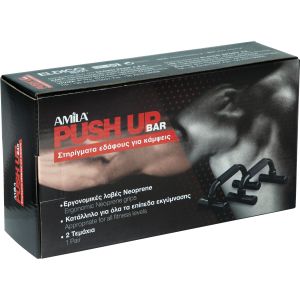 AMILA
PUSH UP
BAR
Στηρίγματα εδάφους για κάμψεις
•Εργονομικές λαβές Neoprene
Ergonomic Neoprene grips
•Κατάλληλο για όλα τα επίπεδα εκγύμνασης
Appropriate for all fitness levels
•2 Τεμάχια
1 Pair